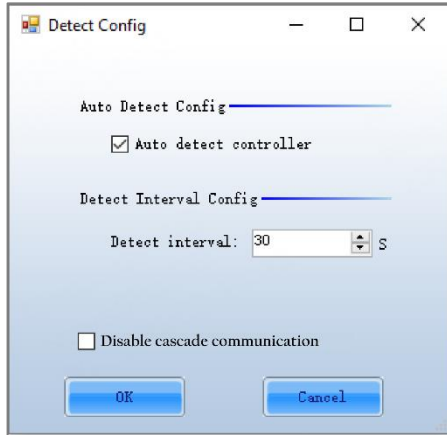 Detect Config
Auto Detect Config
Auto detect controller
Detect Interval Config
Detect interval: 30 S
Disable cascade communication
OK Cancel